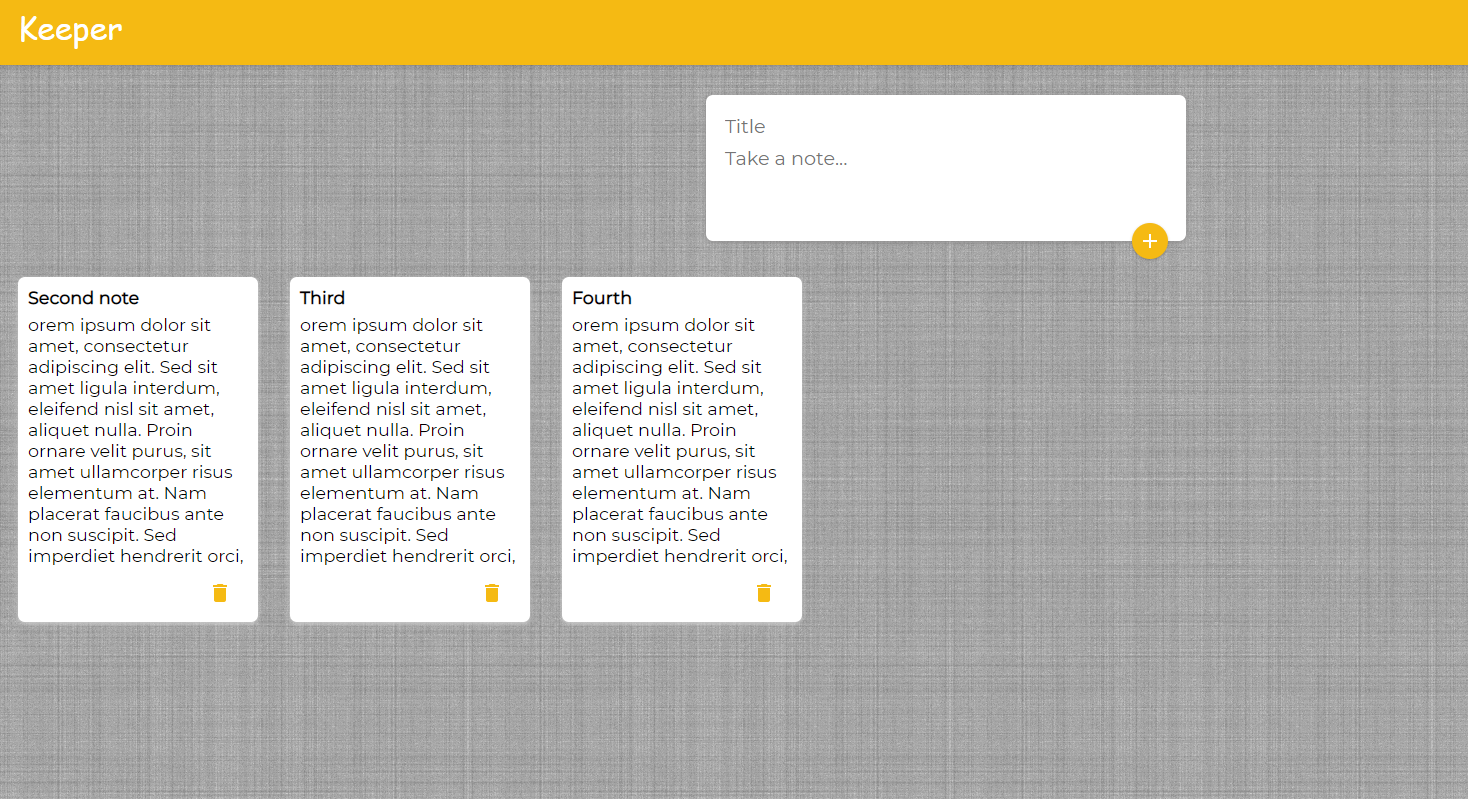 Keeper
Title
Take a note...
Second note
orem ipsum dolor sit
amet, consectetur
adipiscing elit. Sed sit
amet ligula interdum,
eleifend nisl sit amet,
aliquet nulla. Proin
ornare velit purus, sit
amet ullamcorper risus
elementum at. Nam
placerat faucibus ante
non suscipit. Sed
imperdiet hendrerit orci,
Third
orem ipsum dolor sit
amet, consectetur
adipiscing elit. Sed sit
amet ligula interdum,
eleifend nisl sit amet,
aliquet nulla. Proin
ornare velit purus, sit
amet ullamcorper risus
elementum at. Nam
placerat faucibus ante
non suscipit. Sed
imperdiet hendrerit orci,
Fourth
orem ipsum dolor sit
amet, consectetur
adipiscing elit. Sed sit
amet ligula interdum,
eleifend nisl sit amet,
aliquet nulla. Proin
ornare velit purus, sit
amet ullamcorper risus
elementum at. Nam
placerat faucibus ante
non suscipit. Sed
imperdiet hendrerit orci,